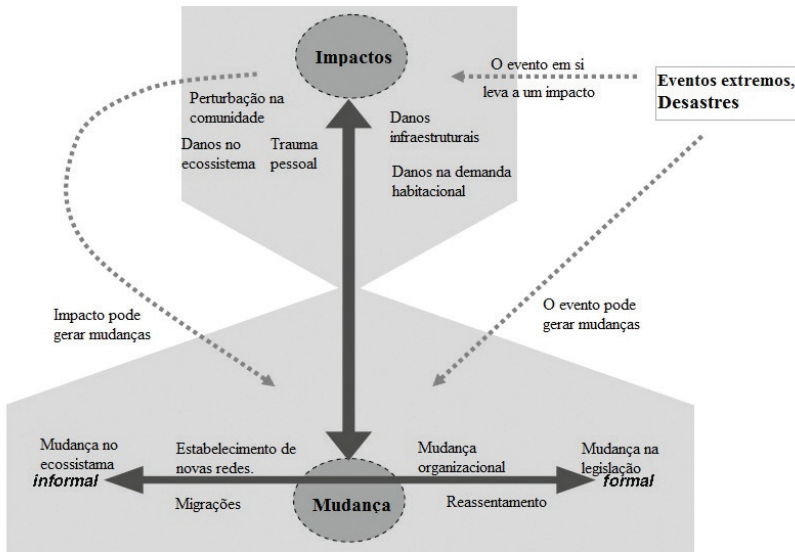 Impactos
O evento em si
leva a um impacto
Eventos extremos,
Desastres
Perturbação na
comunidade
Danos no
ecossistema
Trauma
pessoal
Danos
infraestruturais
Danos na demanda
habitacional
Impacto pode
gerar mudanças
O evento pode
gerar mudanças
Mudança no
ecossistama
informal
Estabelecimento de
novas redes.
Migrações
Mudança
Mudança
organizacional
Reassentamento
Mudança na
legislação
formal